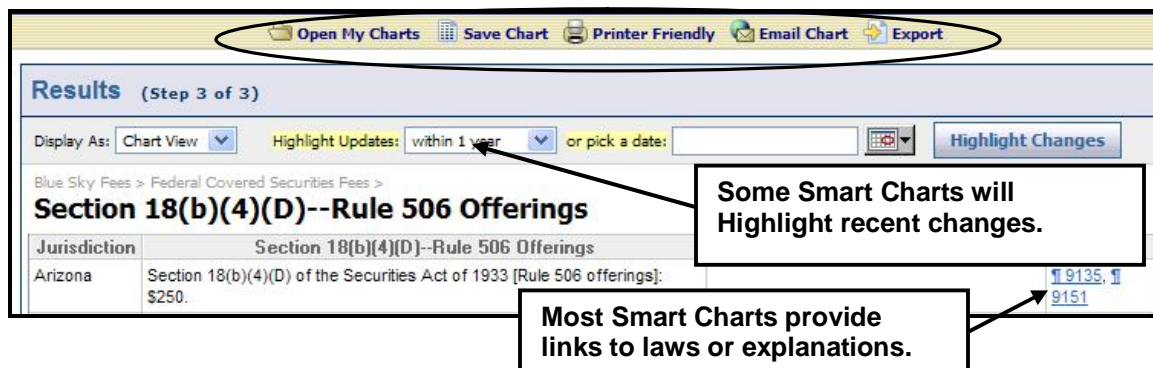 Open My Charts Save Chart Printer Friendly Email Chart Export
Results (Step 3 of 3)
Display As: Chart View Highlight Updates: within 1 year or pick a date: Highlight Changes
Blue Sky Fees > Federal Covered Securities Fees >
Section 18(b)(4)(D)--Rule 506 Offerings
Some Smart Charts will
Highlight recent changes.
Jurisdiction Section 18(b)(4)(D)--Rule 506 Offerings
Arizona Section 18(b)(4)(D) of the Securities Act of 1933 [Rule 506 offerings]: ¶ 9135, ¶
$250. 9151
Most Smart Charts provide
links to laws or explanations.